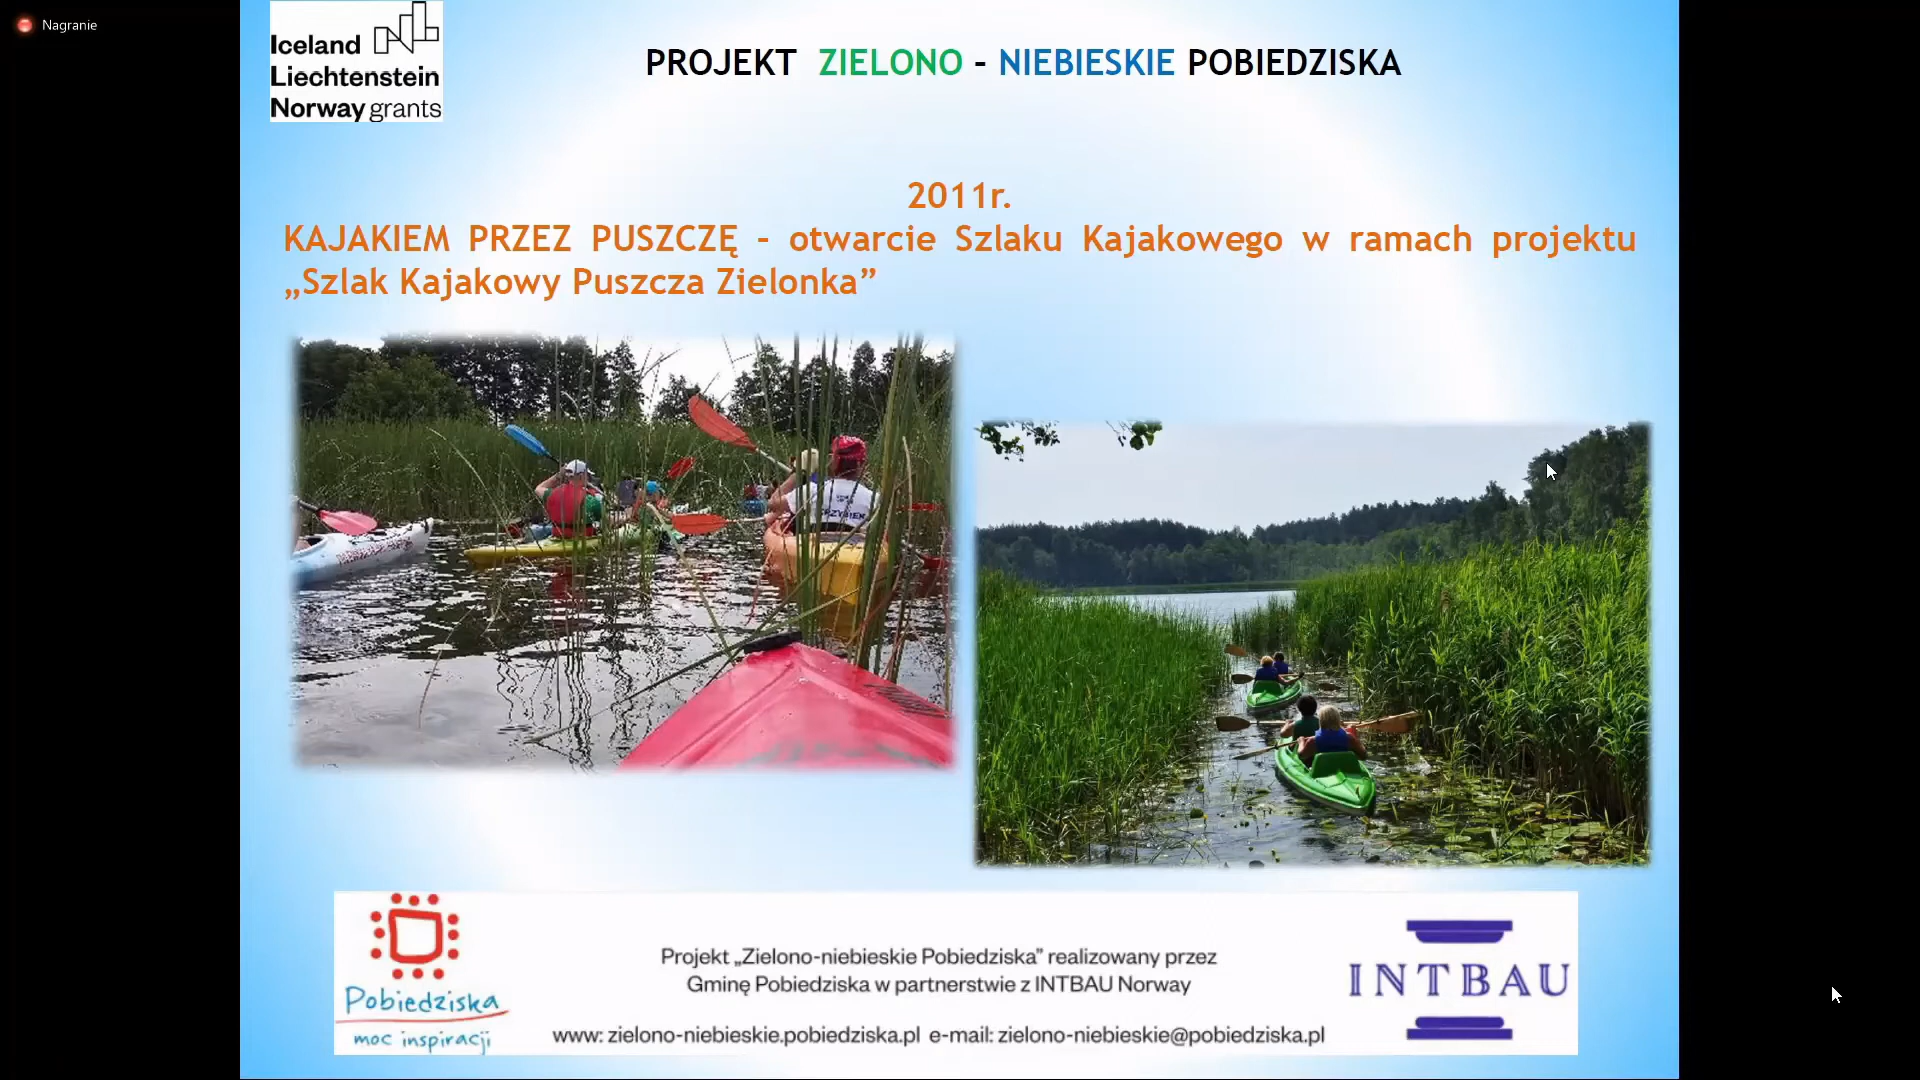 Nagranie
Iceland
Liechtenstein
Norway grants
PROJEKT ZIELONO - NIEBIESKIE POBIEDZISKA
2011r.
KAJAKIEM PRZEZ PUSZCZĘ - otwarcie Szlaku Kajakowego w ramach projektu
„Szlak Kajakowy Puszcza Zielonka”
Pobiedziska
moc inspiracji
Projekt „Zielono-niebieskie Pobiedziska” realizowany przez
Gminę Pobiedziska w partnerstwie z INTBAU Norway
www: zielono-niebieskie.pobiedziska.pl e-mail: zielono-niebieskie@pobiedziska.pl
INTBAU